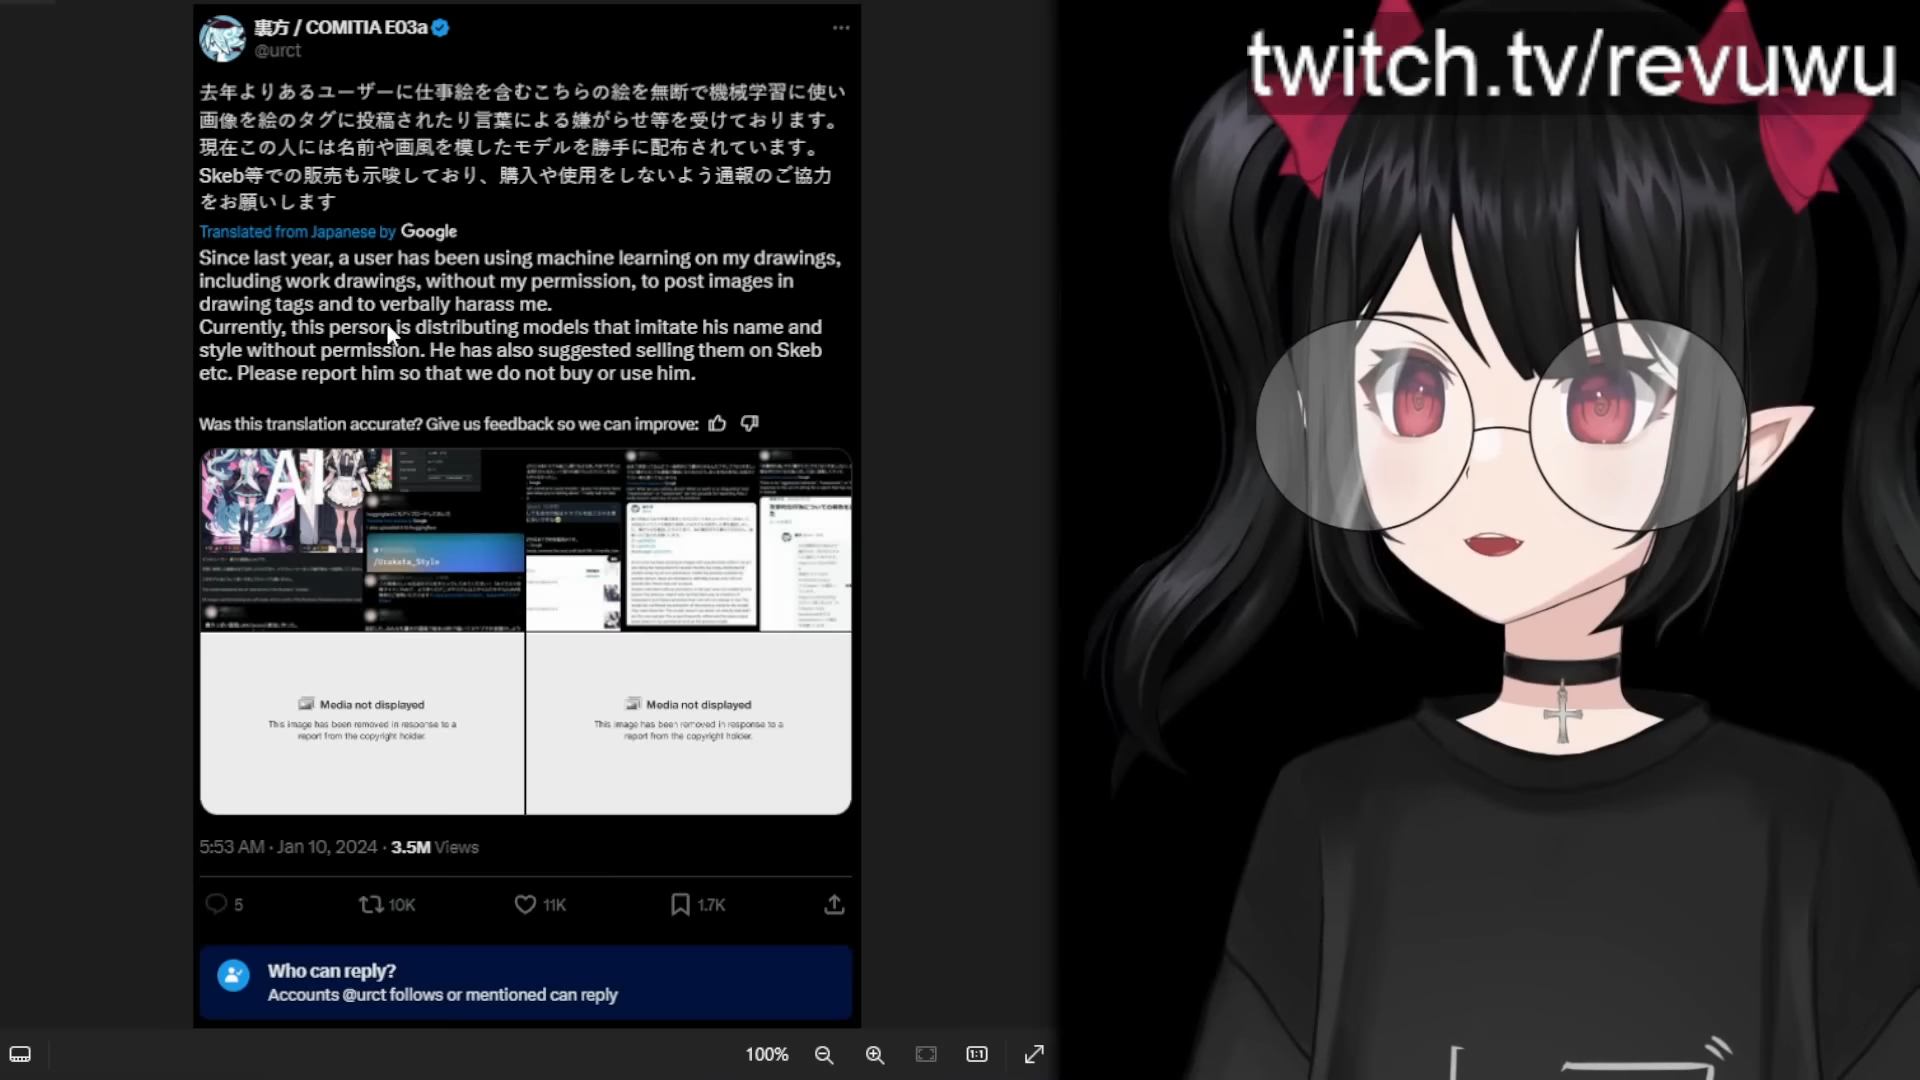 twitch.tv/revuwu
裏方 / COMITIA E03a
@urct
去年よりあるユーザーに仕事絵を含むこちらの絵を無断で機械学習に使い
画像を絵のタグに投稿されたり言葉による嫌がらせ等を受けております。
現在この人には名前や画風を模したモデルを勝手に配布されています。
Skeb等での販売も示唆しており、購入や使用をしないよう通報のご協力
をお願いします
Translated from Japanese by Google
Since last year, a user has been using machine learning on my drawings,
including work drawings, without my permission, to post images in
drawing tags and to verbally harass me.
Currently, this person is distributing models that imitate his name and
style without permission. He has also suggested selling them on Skeb
etc. Please report him so that we do not buy or use him.
Was this translation accurate? Give us feedback so we can improve:
AI
/Urakata_Style
Media not displayed
This image has been removed in response to a
report from the copyright holder.
Media not displayed
This image has been removed in response to a
report from the copyright holder.
5:53 AM · Jan 10, 2024 · 3.5M Views
5 10K 11K 1.7K
Who can reply?
Accounts @urct follows or mentioned can reply
100%
1:1